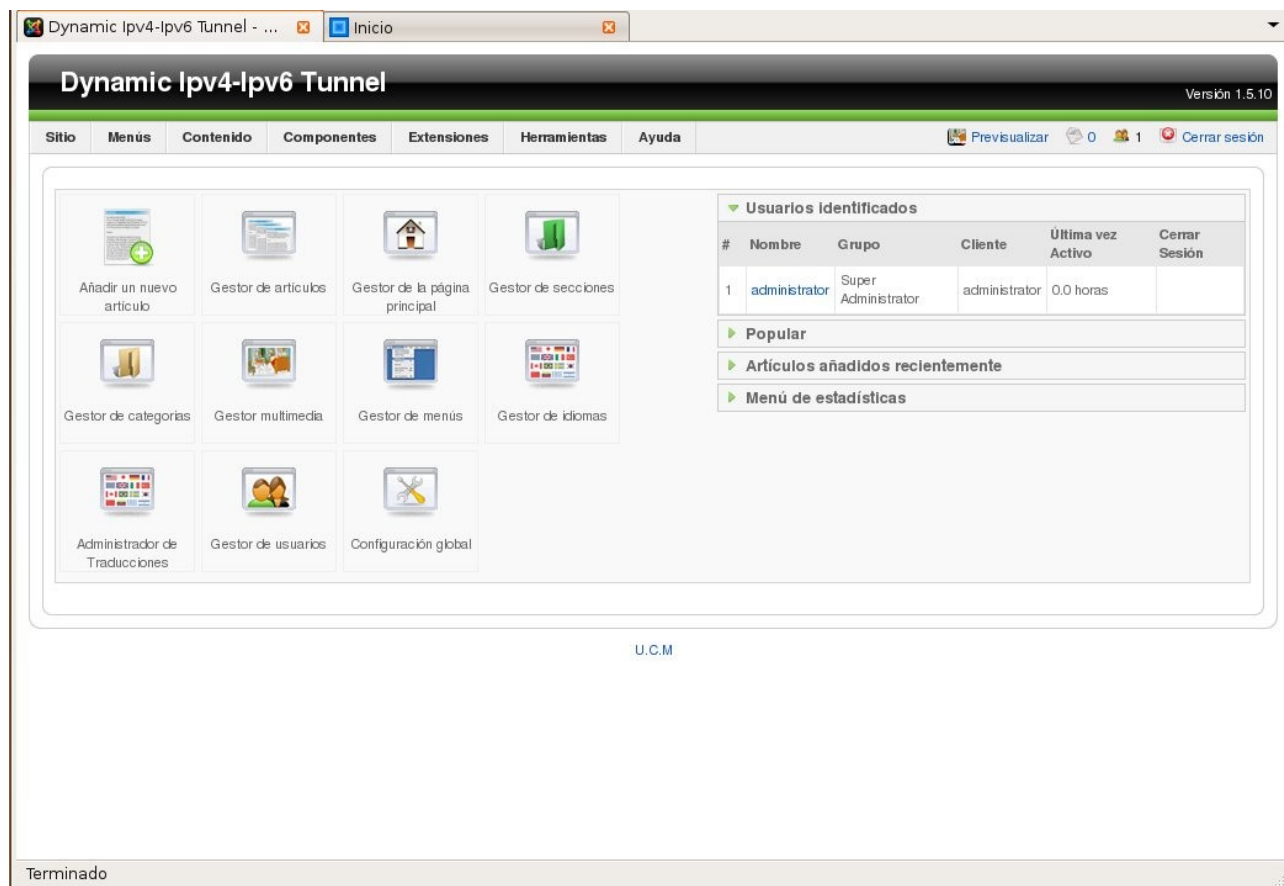 Dynamic Ipv4-Ipv6 Tunnel - ...
Inicio
Dynamic Ipv4-Ipv6 Tunnel
Versión 1.5.10
Sitio Menús Contenido Componentes Extensiones Herramientas Ayuda
Previsualizar 0 1 Cerrar sesión
Añadir un nuevo
artículo
Gestor de artículos
Gestor de la página
principal
Gestor de secciones
Gestor de categorías
Gestor multimedia
Gestor de menús
Gestor de idiomas
Administrador de
Traducciones
Gestor de usuarios
Configuración global
Usuarios identificados
# Nombre Grupo Cliente Última vez Activo Cerrar Sesión
1 administrator Super Administrator administrator 0.0 horas
Popular
Artículos añadidos recientemente
Menú de estadísticas
U.C.M
Terminado